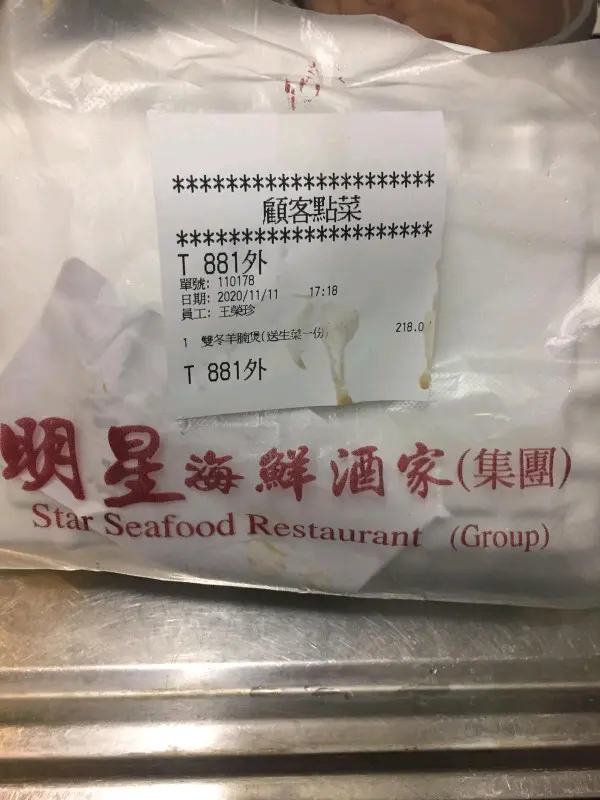 *********************
顧客點菜
*********************
T 881外
單號: 110178
日期: 2020/11/11 17:18
員工: 王榮珍
1 雙冬羊腩煲(送生菜一份) 218.0
T 881外
明星海鮮酒家(集團)
Star Seafood Restaurant (Group)